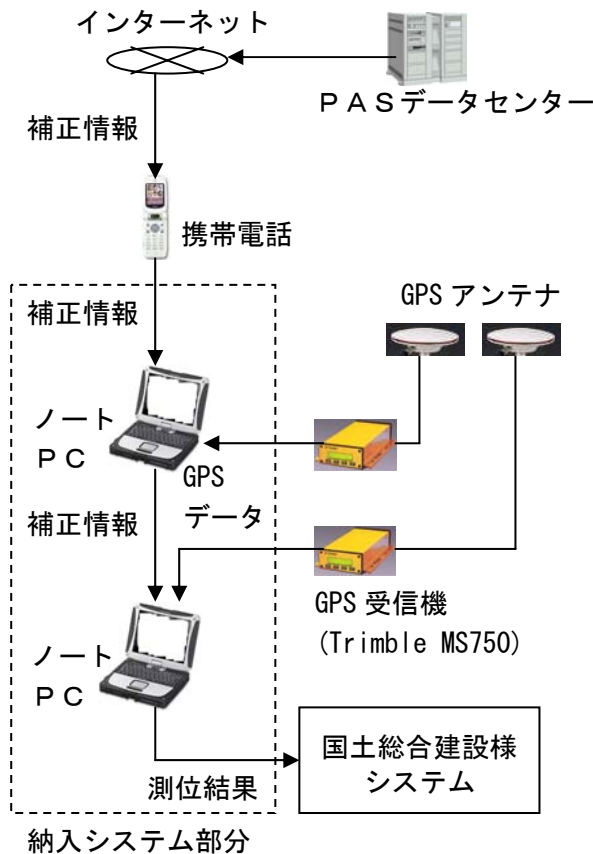 インターネット
ＰＡＳデータセンター
補正情報
携帯電話
補正情報
GPS アンテナ
ノート
ＰＣ
GPS
データ
補正情報
GPS 受信機
(Trimble MS750)
ノート
ＰＣ
国土総合建設様
システム
測位結果
納入システム部分